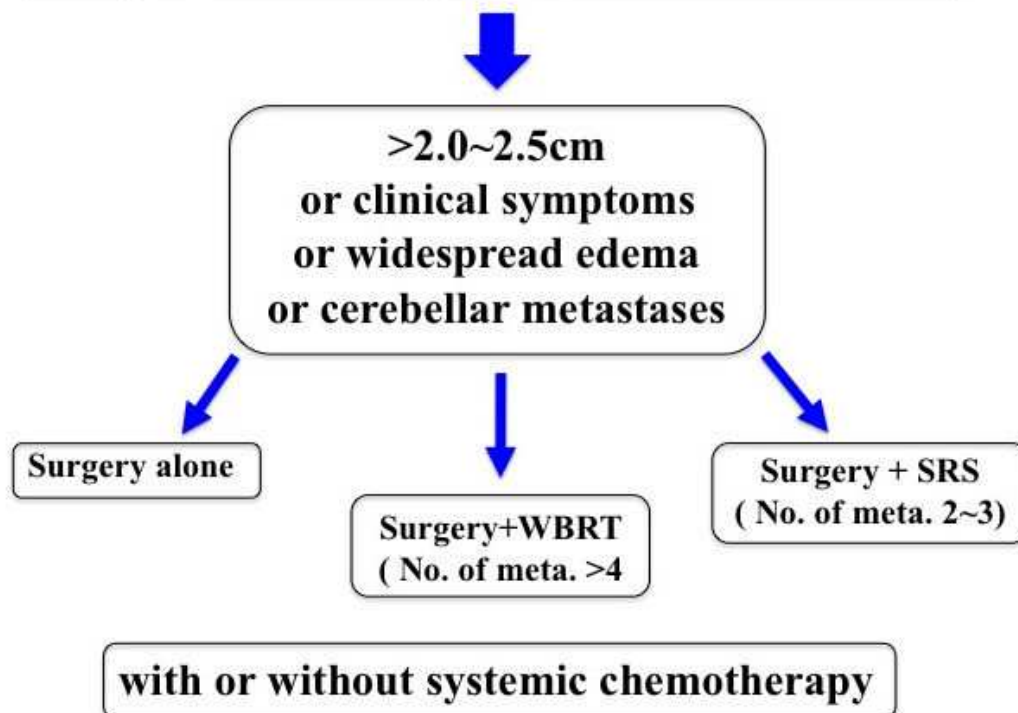 >2.0~2.5cm
or clinical symptoms
or widespread edema
or cerebellar metastases
Surgery alone
Surgery+WBRT
( No. of meta. >4
Surgery + SRS
( No. of meta. 2~3)
with or without systemic chemotherapy